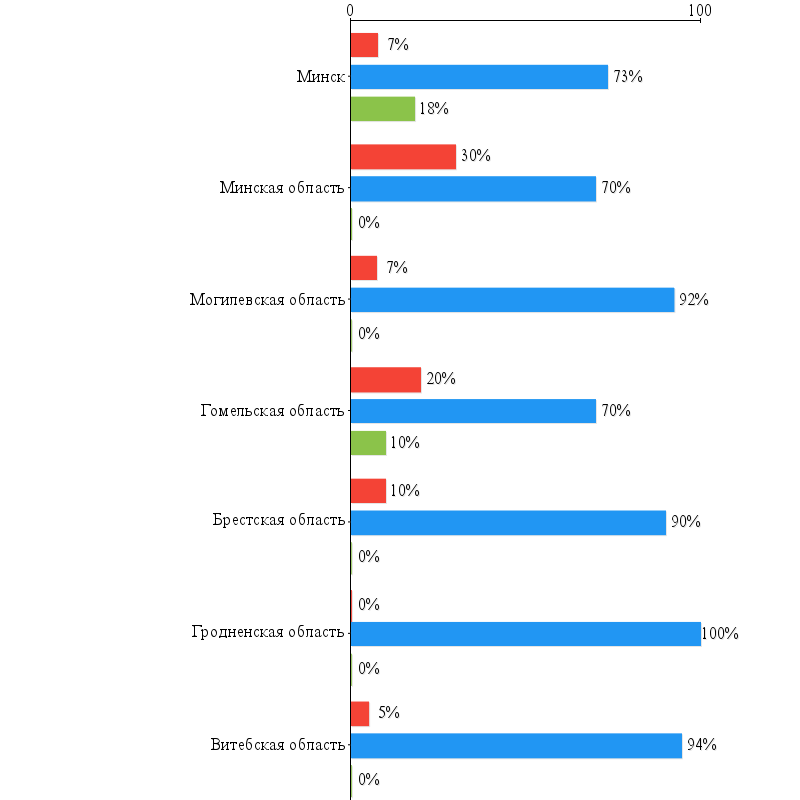 0 100
7%
Минск 73%
18%
30%
Минская область 70%
0%
7%
Могилевская область 92%
0%
20%
Гомельская область 70%
10%
10%
Брестская область 90%
0%
0%
Гродненская область 100%
0%
5%
Витебская область 94%
0%